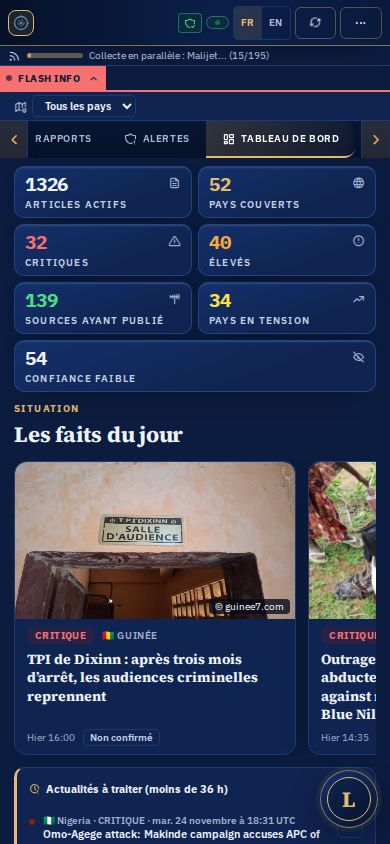 FR
EN
Collecte en parallèle : Malijet... (15/195)
FLASH INFO
Tous les pays
RAPPORTS
ALERTES
TABLEAU DE BORD
1326
ARTICLES ACTIFS
52
PAYS COUVERTS
32
CRITIQUES
40
ÉLEVÉS
139
SOURCES AYANT PUBLIÉ
34
PAYS EN TENSION
54
CONFIANCE FAIBLE
SITUATION
Les faits du jour
T.P.I DIXINN
SALLE
D'AUDIENCE
© guinee7.com
CRITIQUE
GUINÉE
TPI de Dixinn : après trois mois
d'arrêt, les audiences criminelles
reprennent
Hier 16:00
Non confirmé
CRITIQU
Outrage
abducte
against
Blue Nil
Hier 14:35
Actualités à traiter (moins de 36 h)
Nigeria · CRITIQUE · mar. 24 novembre à 18:31 UTC
Omo-Agege attack: Makinde campaign accuses APC of
L